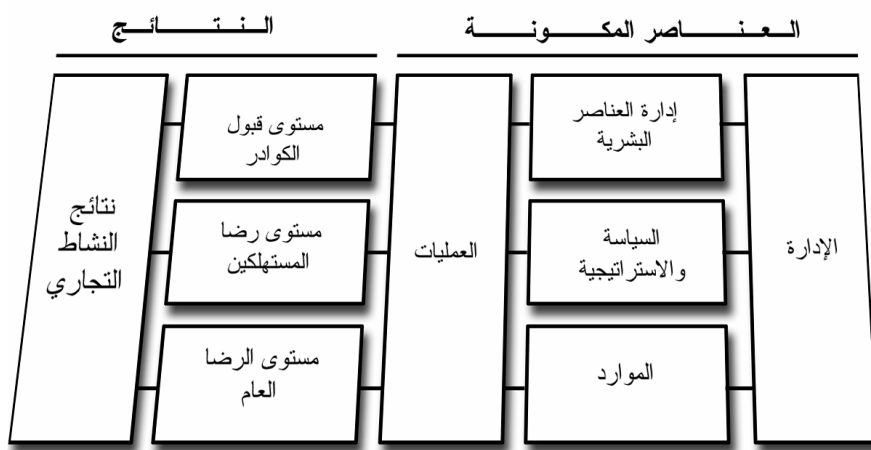 العناصر المكونة
النتائج
الإدارة
إدارة العناصر
البشرية
السياسة
والاستراتيجية
الموارد
العمليات
مستوى قبول
الكوادر
مستوى رضا
المستهلكين
مستوى الرضا
العام
نتائج
النشاط
التجاري